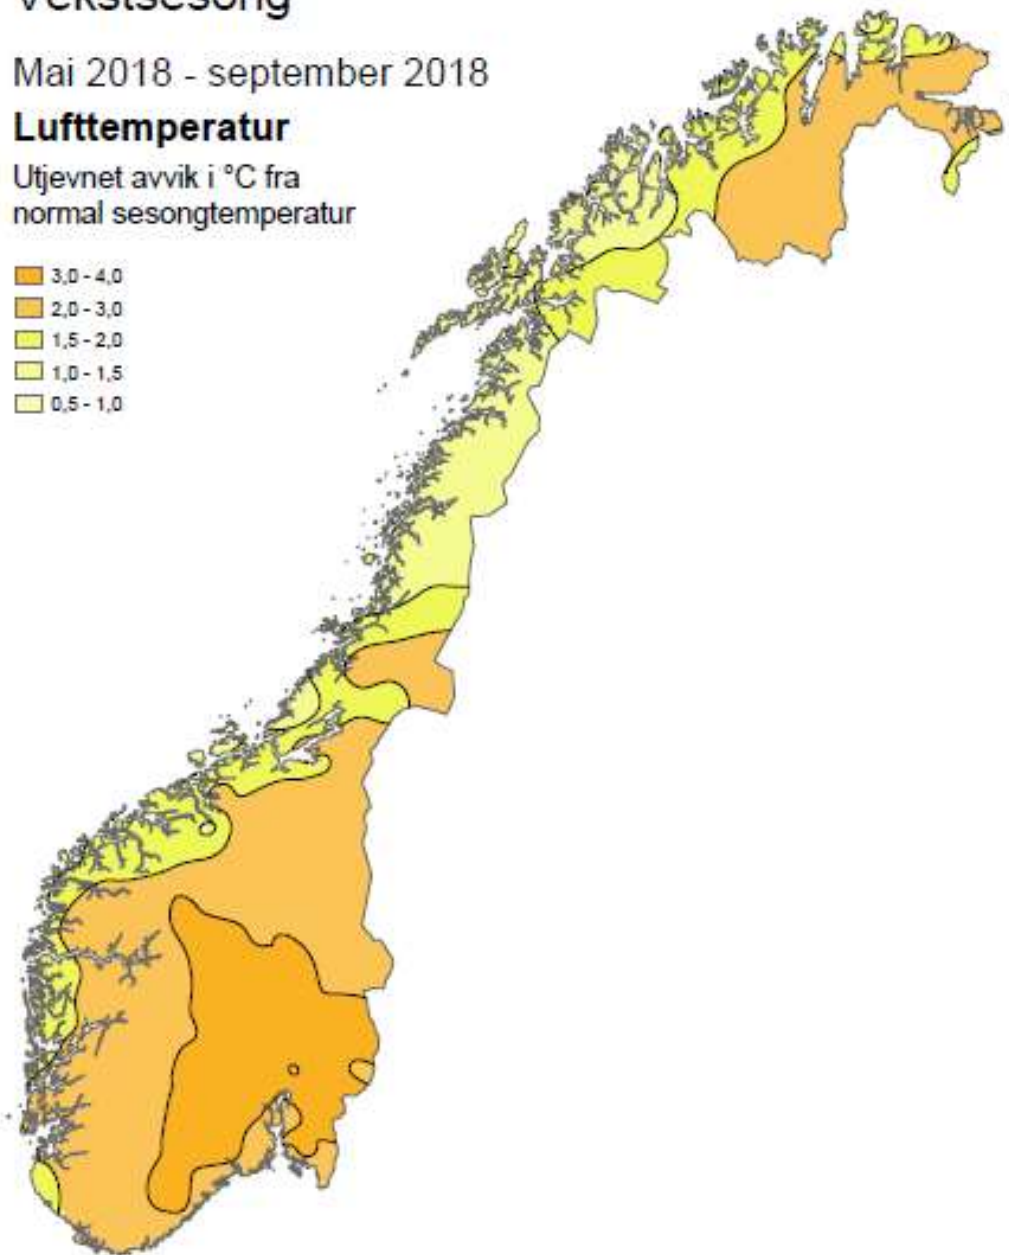 Vekstsesong
Mai 2018 - september 2018
Lufttemperatur
Utjevnet avvik i °C fra
normal sesongtemperatur
3,0 - 4,0
2,0 - 3,0
1,5 - 2,0
1,0 - 1,5
0,5 - 1,0